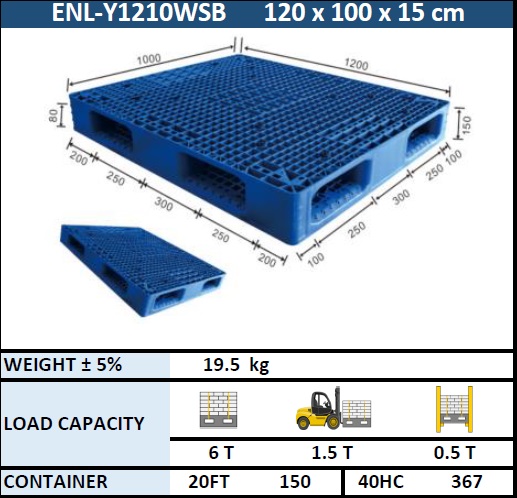 ENL-Y1210WSB 120 x 100 x 15 cm
1000
1200
80
150
200
250
300
250
200
100
250
300
250
100
WEIGHT ± 5% 19.5 kg
LOAD CAPACITY
6 T 1.5 T 0.5 T
CONTAINER 20FT 150 40HC 367